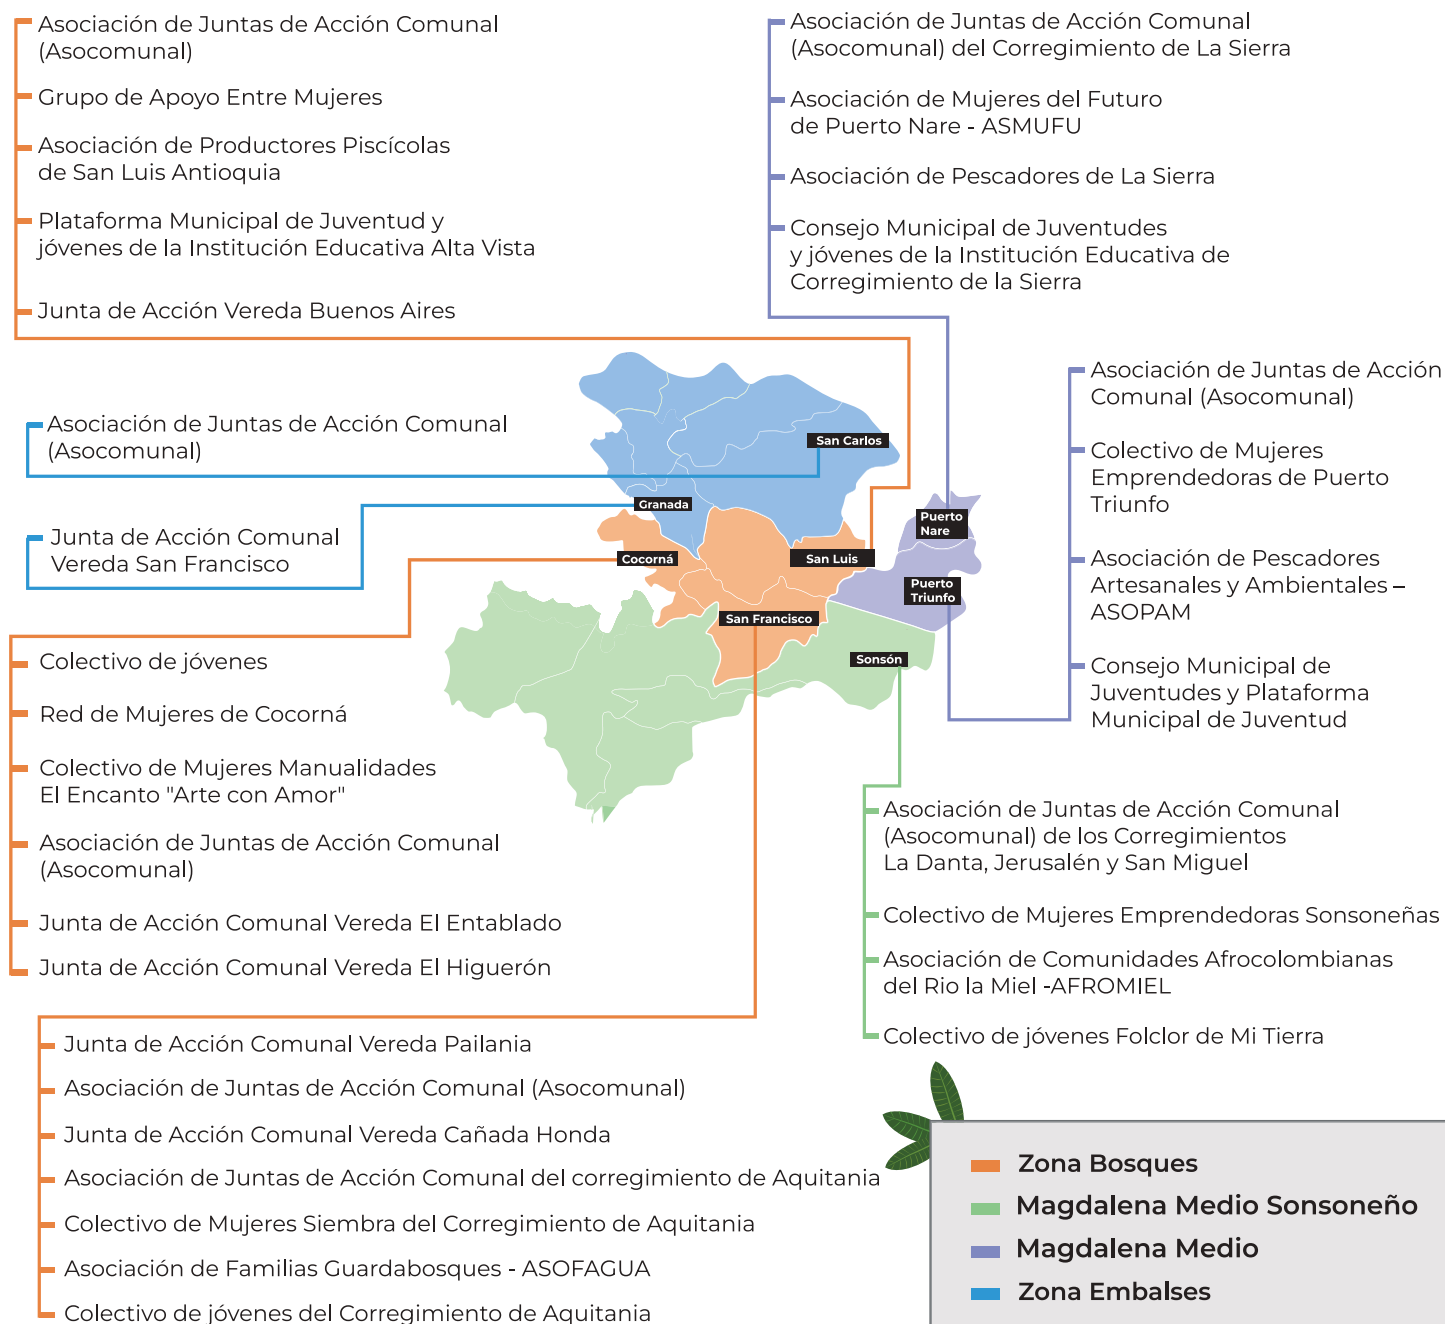 Asociación de Juntas de Acción Comunal
(Asocomunal)
Grupo de Apoyo Entre Mujeres
Asociación de Productores Piscícolas
de San Luis Antioquia
Plataforma Municipal de Juventud y
jóvenes de la Institución Educativa Alta Vista
Junta de Acción Vereda Buenos Aires
Asociación de Juntas de Acción Comunal
(Asocomunal) del Corregimiento de La Sierra
Asociación de Mujeres del Futuro
de Puerto Nare - ASMUFU
Asociación de Pescadores de La Sierra
Consejo Municipal de Juventudes
y jóvenes de la Institución Educativa de
Corregimiento de la Sierra
Asociación de Juntas de Acción Comunal
(Asocomunal)
Junta de Acción Comunal
Vereda San Francisco
San Carlos
Granada
Cocorná
San Luis
Puerto
Nare
Puerto
Triunfo
San Francisco
Sonsón
Asociación de Juntas de Acción
Comunal (Asocomunal)
Colectivo de Mujeres
Emprendedoras de Puerto
Triunfo
Asociación de Pescadores
Artesanales y Ambientales –
ASOPAM
Consejo Municipal de
Juventudes y Plataforma
Municipal de Juventud
Colectivo de jóvenes
Red de Mujeres de Cocorná
Colectivo de Mujeres Manualidades
El Encanto "Arte con Amor"
Asociación de Juntas de Acción Comunal
(Asocomunal)
Junta de Acción Comunal Vereda El Entablado
Junta de Acción Comunal Vereda El Higuerón
Asociación de Juntas de Acción Comunal
(Asocomunal) de los Corregimientos
La Danta, Jerusalén y San Miguel
Colectivo de Mujeres Emprendedoras Sonsoneñas
Asociación de Comunidades Afrocolombianas
del Rio la Miel -AFROMIEL
Colectivo de jóvenes Folclor de Mi Tierra
Junta de Acción Comunal Vereda Pailania
Asociación de Juntas de Acción Comunal (Asocomunal)
Junta de Acción Comunal Vereda Cañada Honda
Asociación de Juntas de Acción Comunal del corregimiento de Aquitania
Colectivo de Mujeres Siembra del Corregimiento de Aquitania
Asociación de Familias Guardabosques - ASOFAGUA
Colectivo de jóvenes del Corregimiento de Aquitania
Zona Bosques
Magdalena Medio Sonsoneño
Magdalena Medio
Zona Embalses